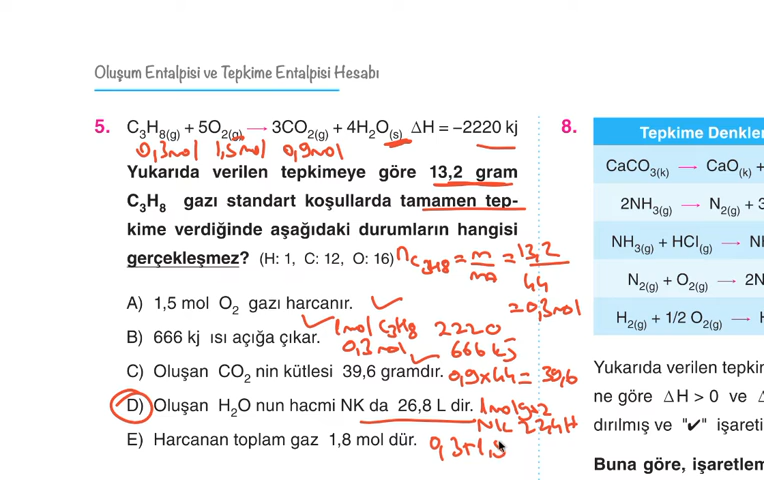 Oluşum Entalpisi ve Tepkime Entalpisi Hesabı
5. C3H8(g) + 5O2(g) → 3CO2(g) + 4H2O(s) ΔH = −2220 kj
0,3mol 1,5mol 0,9mol
Yukarıda verilen tepkimeye göre 13,2 gram
C3H8 gazı standart koşullarda tamamen tep-
kime verdiğinde aşağıdaki durumların hangisi
gerçekleşmez? (H: 1, C: 12, O: 16)
nC3H8 = m/mA = 13,2/44
= 0,3mol
A) 1,5 mol O2 gazı harcanır. ✓
B) 666 kj ısı açığa çıkar. ✓
1mol C3H8 2220
0,3mol 666 kj
C) Oluşan CO2 nin kütlesi 39,6 gramdır. ✓ 0,9x44 = 39,6
D) Oluşan H2O nun hacmi NK da 26,8 L dir. 1mol gaz
NK 22,4
E) Harcanan toplam gaz 1,8 mol dür. 0,3+1,5
8. Tepkime Denklem
CaCO3(k) → CaO(k) +
2NH3(g) → N2(g) + 3
NH3(g) + HCl(g) → NH
N2(g) + O2(g) → 2N
H2(g) + 1/2 O2(g) → H
Yukarıda verilen tepki
ne göre ΔH > 0 ve Δ
dırılmış ve "✔" işareti
Buna göre, işaretlem